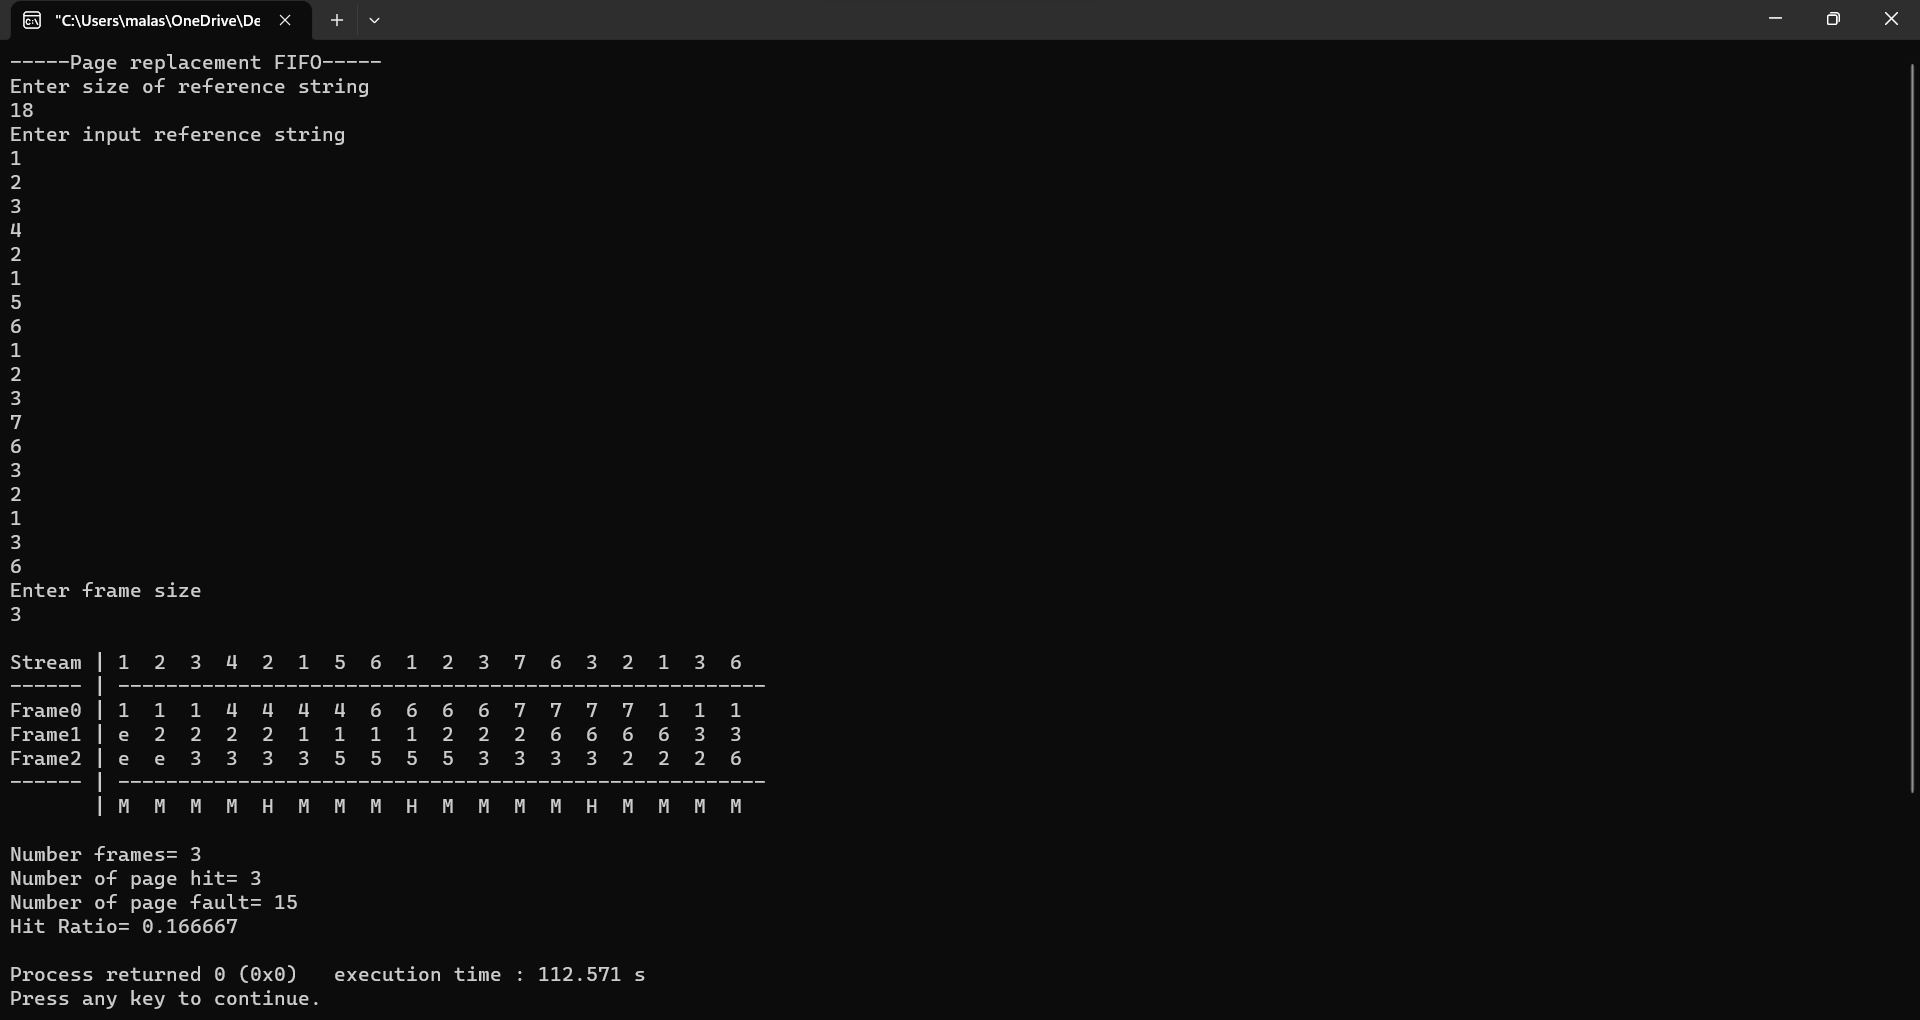 "C:\Users\malas\OneDrive\De
-----Page replacement FIFO-----
Enter size of reference string
18
Enter input reference string
1
2
3
4
2
1
5
6
1
2
3
7
6
3
2
1
3
6
Enter frame size
3
Stream | 1  2  3  4  2  1  5  6  1  2  3  7  6  3  2  1  3  6
------ | ------------------------------------------------------
Frame0 | 1  1  1  4  4  4  4  6  6  6  6  7  7  7  7  1  1  1
Frame1 | e  2  2  2  2  1  1  1  1  2  2  2  6  6  6  6  3  3
Frame2 | e  e  3  3  3  3  5  5  5  5  3  3  3  3  2  2  2  6
------ | ------------------------------------------------------
       | M  M  M  M  H  M  M  M  H  M  M  M  M  H  M  M  M  M
Number frames= 3
Number of page hit= 3
Number of page fault= 15
Hit Ratio= 0.166667
Process returned 0 (0x0)   execution time : 112.571 s
Press any key to continue.